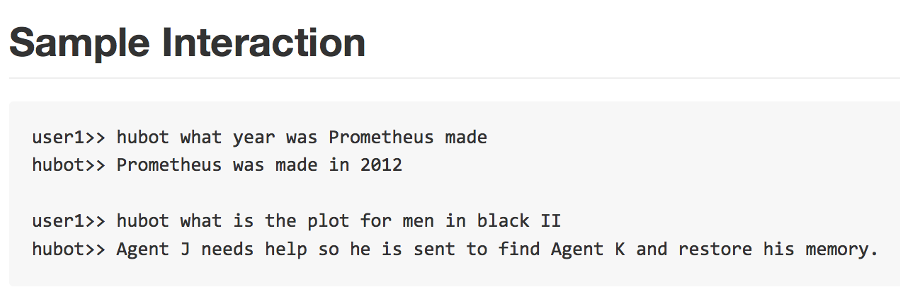 Sample Interaction
user1>> hubot what year was Prometheus made
hubot>> Prometheus was made in 2012
user1>> hubot what is the plot for men in black II
hubot>> Agent J needs help so he is sent to find Agent K and restore his memory.